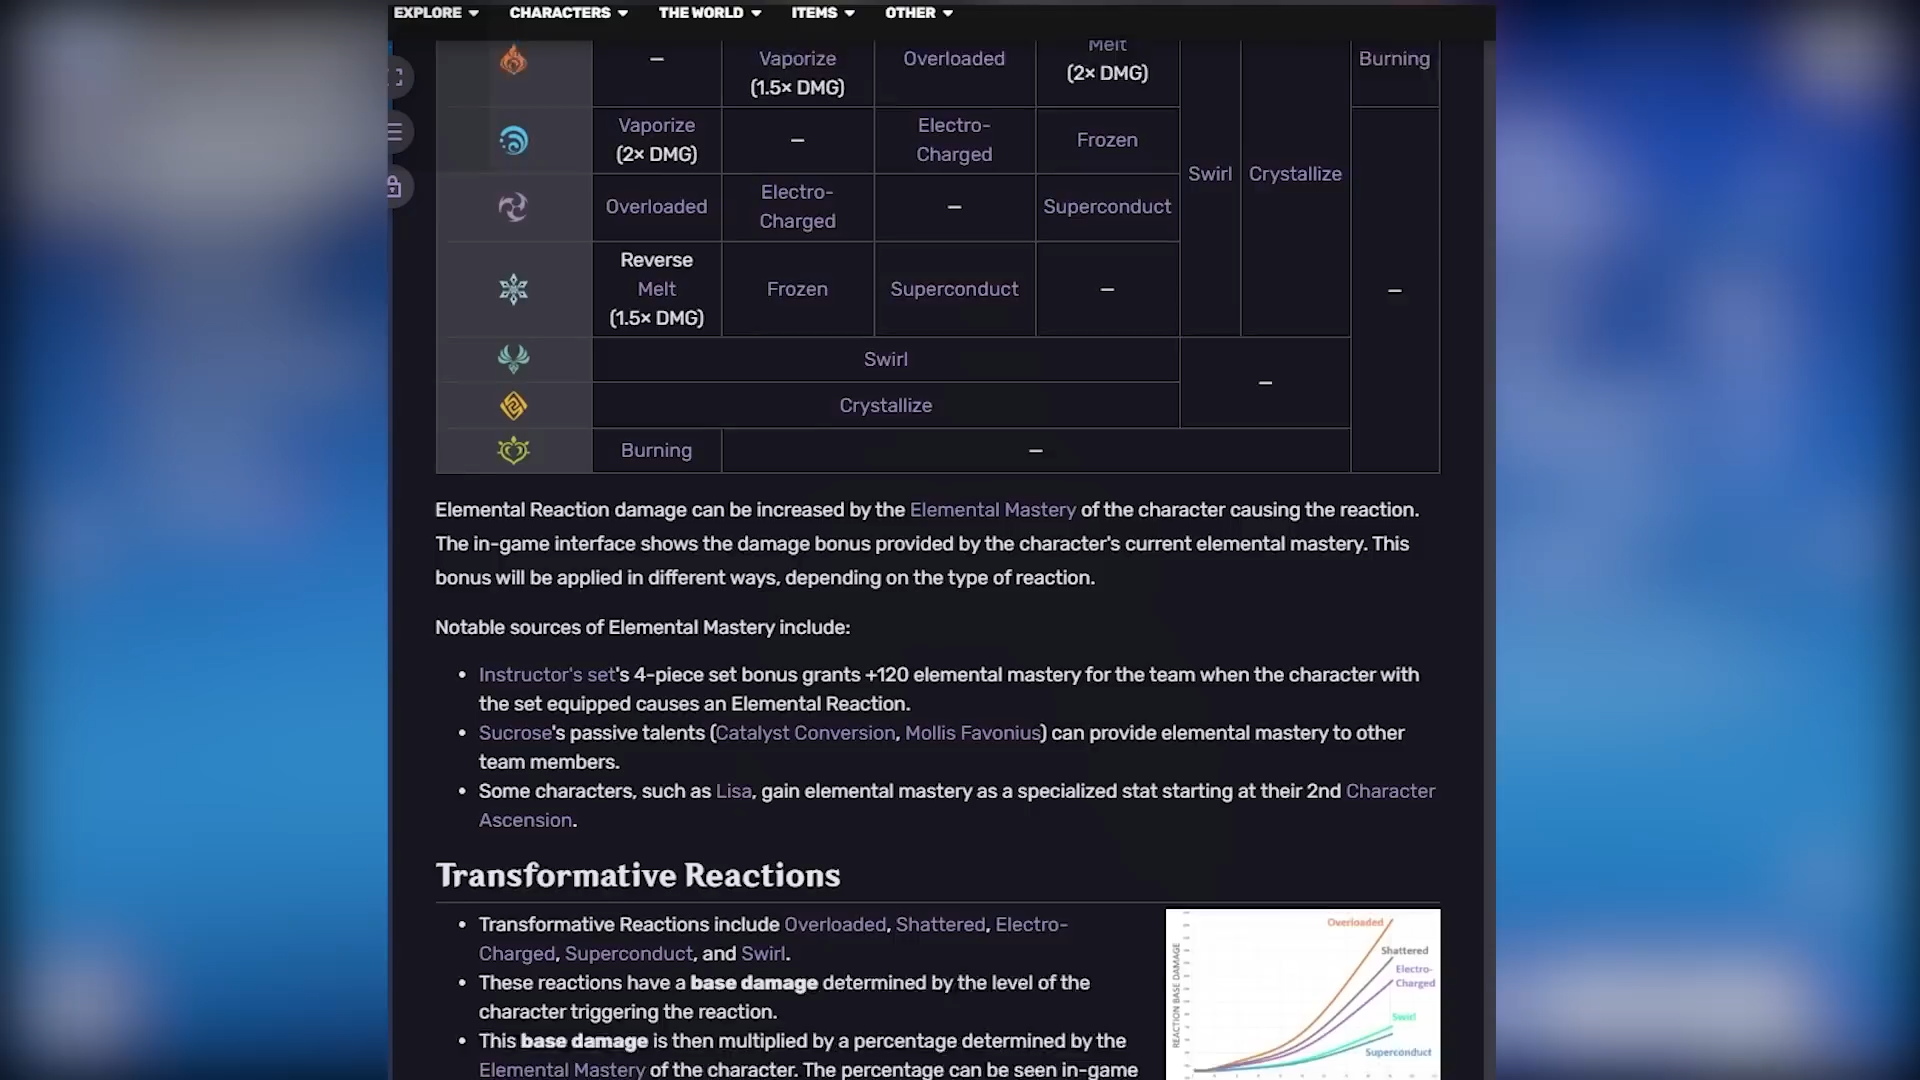 EXPLORE CHARACTERS THE WORLD ITEMS OTHER
— Vaporize (1.5× DMG) Overloaded Melt (2× DMG) Burning
Vaporize (2× DMG) — Electro-Charged Frozen
Swirl Crystallize
Overloaded Electro-Charged — Superconduct
Reverse Melt (1.5× DMG) Frozen Superconduct — —
Swirl
—
Crystallize
Burning —
Elemental Reaction damage can be increased by the Elemental Mastery of the character causing the reaction.
The in-game interface shows the damage bonus provided by the character's current elemental mastery. This
bonus will be applied in different ways, depending on the type of reaction.
Notable sources of Elemental Mastery include:
• Instructor's set's 4-piece set bonus grants +120 elemental mastery for the team when the character with
the set equipped causes an Elemental Reaction.
• Sucrose's passive talents (Catalyst Conversion, Mollis Favonius) can provide elemental mastery to other
team members.
• Some characters, such as Lisa, gain elemental mastery as a specialized stat starting at their 2nd Character
Ascension.
Transformative Reactions
• Transformative Reactions include Overloaded, Shattered, Electro-
Charged, Superconduct, and Swirl.
• These reactions have a base damage determined by the level of the
character triggering the reaction.
• This base damage is then multiplied by a percentage determined by the
Elemental Mastery of the character. The percentage can be seen in-game
REACTION BASE DAMAGE
Overloaded
Shattered
Electro-
Charged
Swirl
Superconduct